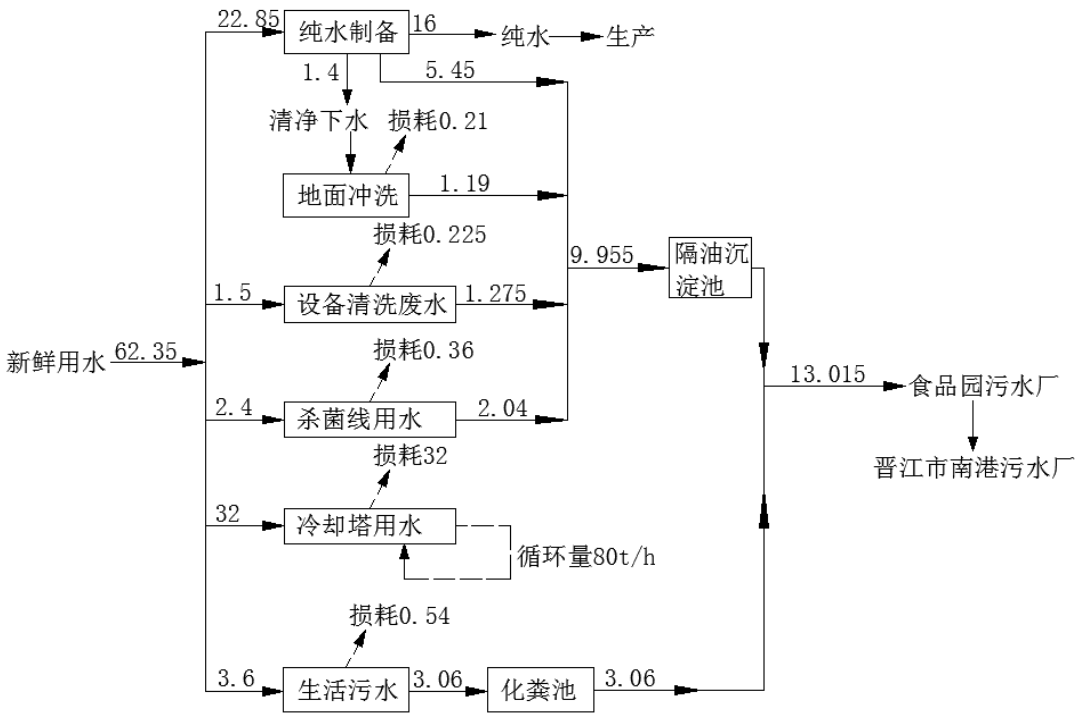 22.85
纯水制备
16
纯水
生产
1.4
5.45
清净下水
损耗0.21
地面冲洗
1.19
损耗0.225
9.955
隔油沉
淀池
1.5
设备清洗废水
1.275
新鲜用水
62.35
损耗0.36
13.015
食品园污水厂
2.4
杀菌线用水
2.04
损耗32
晋江市南港污水厂
32
冷却塔用水
循环量80t/h
损耗0.54
3.6
生活污水
3.06
化粪池
3.06